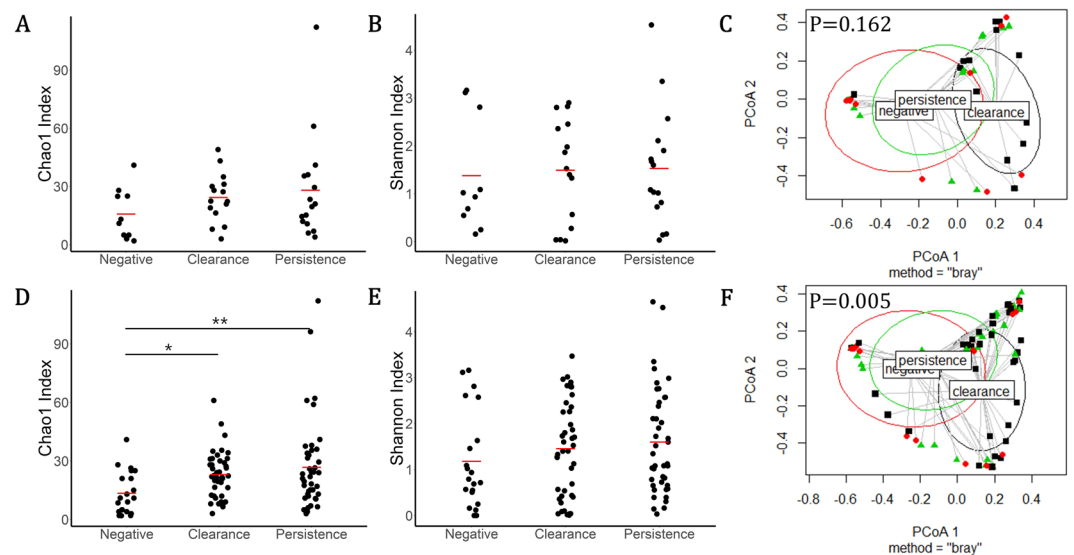 A
Chao1 Index
90
60
30
0
Negative Clearance Persistence
B
Shannon Index
4
3
2
1
0
Negative Clearance Persistence
C
P=0.162
PCoA 2
0.4
0.2
0.0
-0.2
-0.4
persistence
negative
clearance
-0.8 -0.6 -0.4 -0.2 0.0 0.2 0.4
PCoA 1
method = "bray"
D
**
*
Chao1 Index
90
60
30
0
Negative Clearance Persistence
E
Shannon Index
4
3
2
1
0
Negative Clearance Persistence
F
P=0.005
PCoA 2
0.4
0.2
0.0
-0.2
-0.4
persistence
negative
clearance
-0.8 -0.6 -0.4 -0.2 0.0 0.2 0.4
PCoA 1
method = "bray"